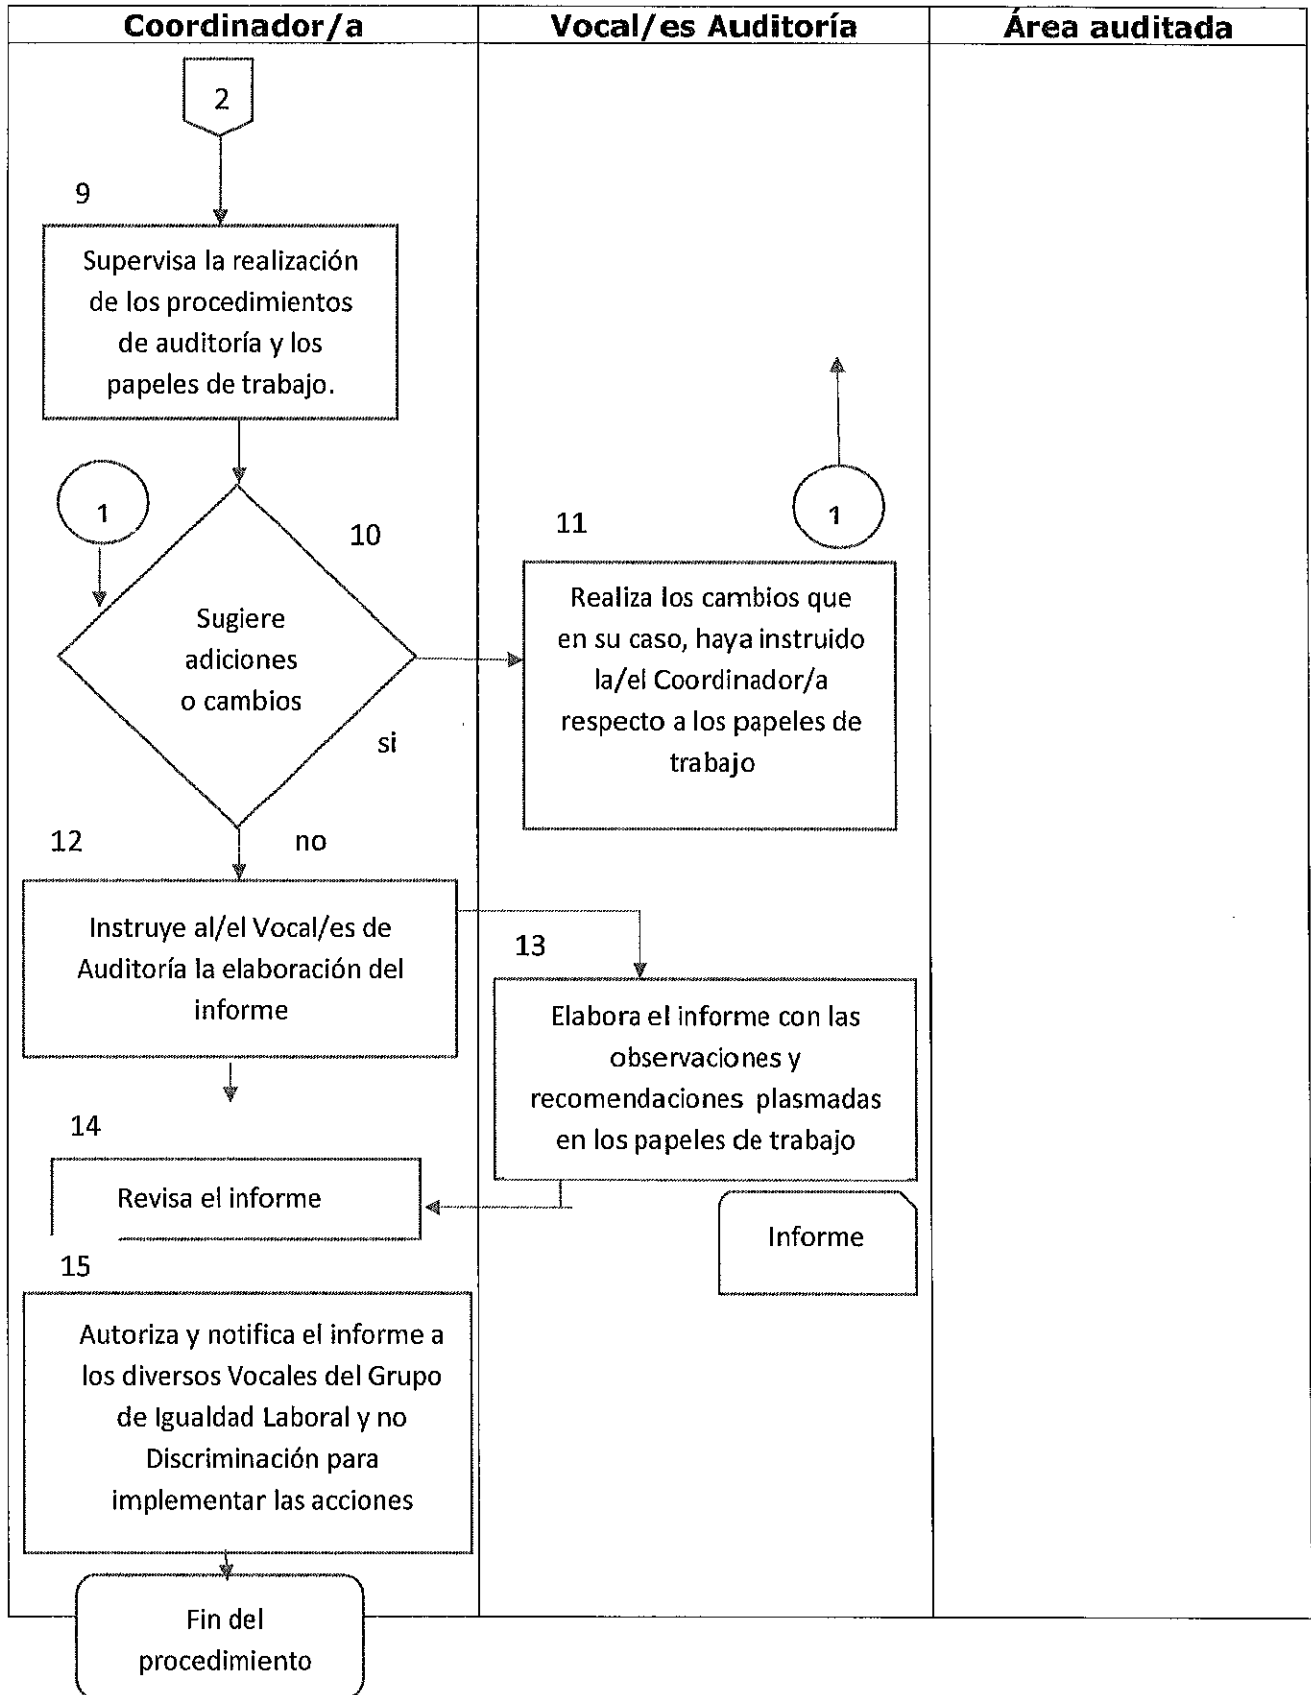 Coordinador/a
Vocal/es Auditoría
Área auditada
2
9
Supervisa la realización
de los procedimientos
de auditoría y los
papeles de trabajo.
1
10
Sugiere
adiciones
o cambios
si
no
11
1
Realiza los cambios que
en su caso, haya instruido
la/el Coordinador/a
respecto a los papeles de
trabajo
12
Instruye al/el Vocal/es de
Auditoría la elaboración del
informe
13
Elabora el informe con las
observaciones y
recomendaciones plasmadas
en los papeles de trabajo
Informe
14
Revisa el informe
15
Autoriza y notifica el informe a
los diversos Vocales del Grupo
de Igualdad Laboral y no
Discriminación para
implementar las acciones
Fin del
procedimiento